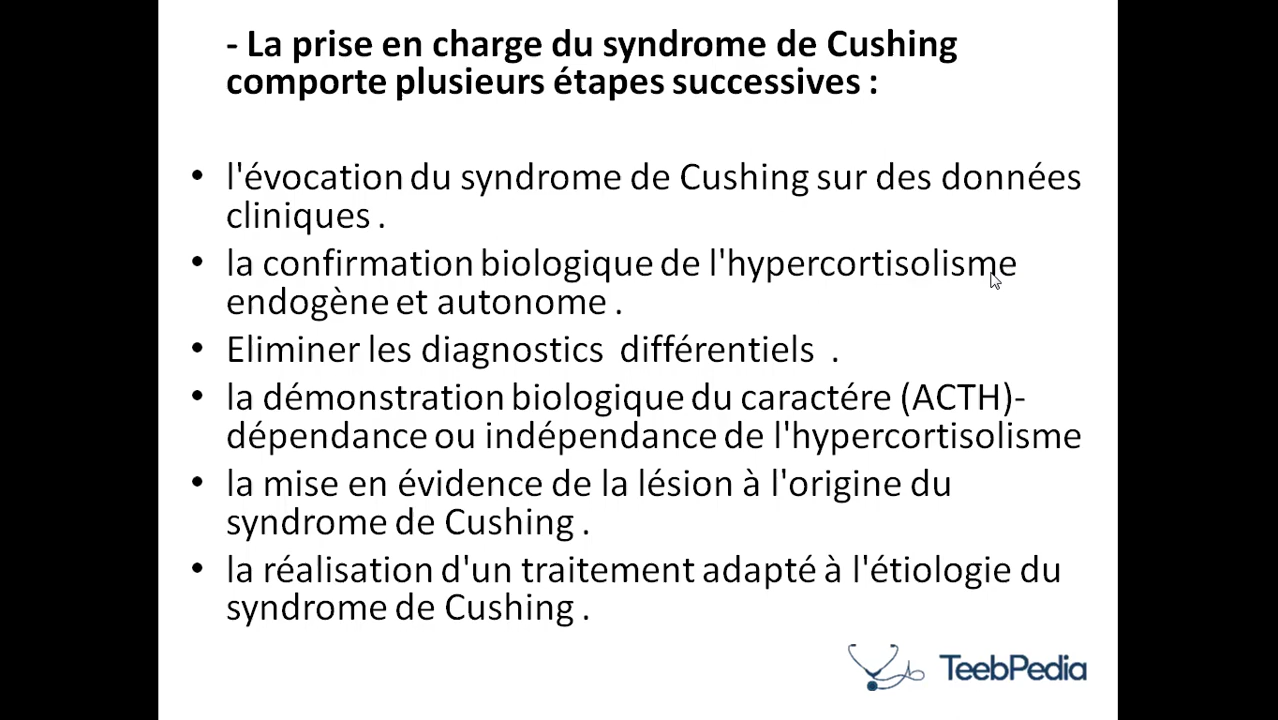 - La prise en charge du syndrome de Cushing
comporte plusieurs étapes successives :
• l'évocation du syndrome de Cushing sur des données
cliniques .
• la confirmation biologique de l'hypercortisolisme
endogène et autonome .
• Eliminer les diagnostics  différentiels  .
• la démonstration biologique du caractére (ACTH)-
dépendance ou indépendance de l'hypercortisolisme
• la mise en évidence de la lésion à l'origine du
syndrome de Cushing .
• la réalisation d'un traitement adapté à l'étiologie du
syndrome de Cushing .
TeebPedia